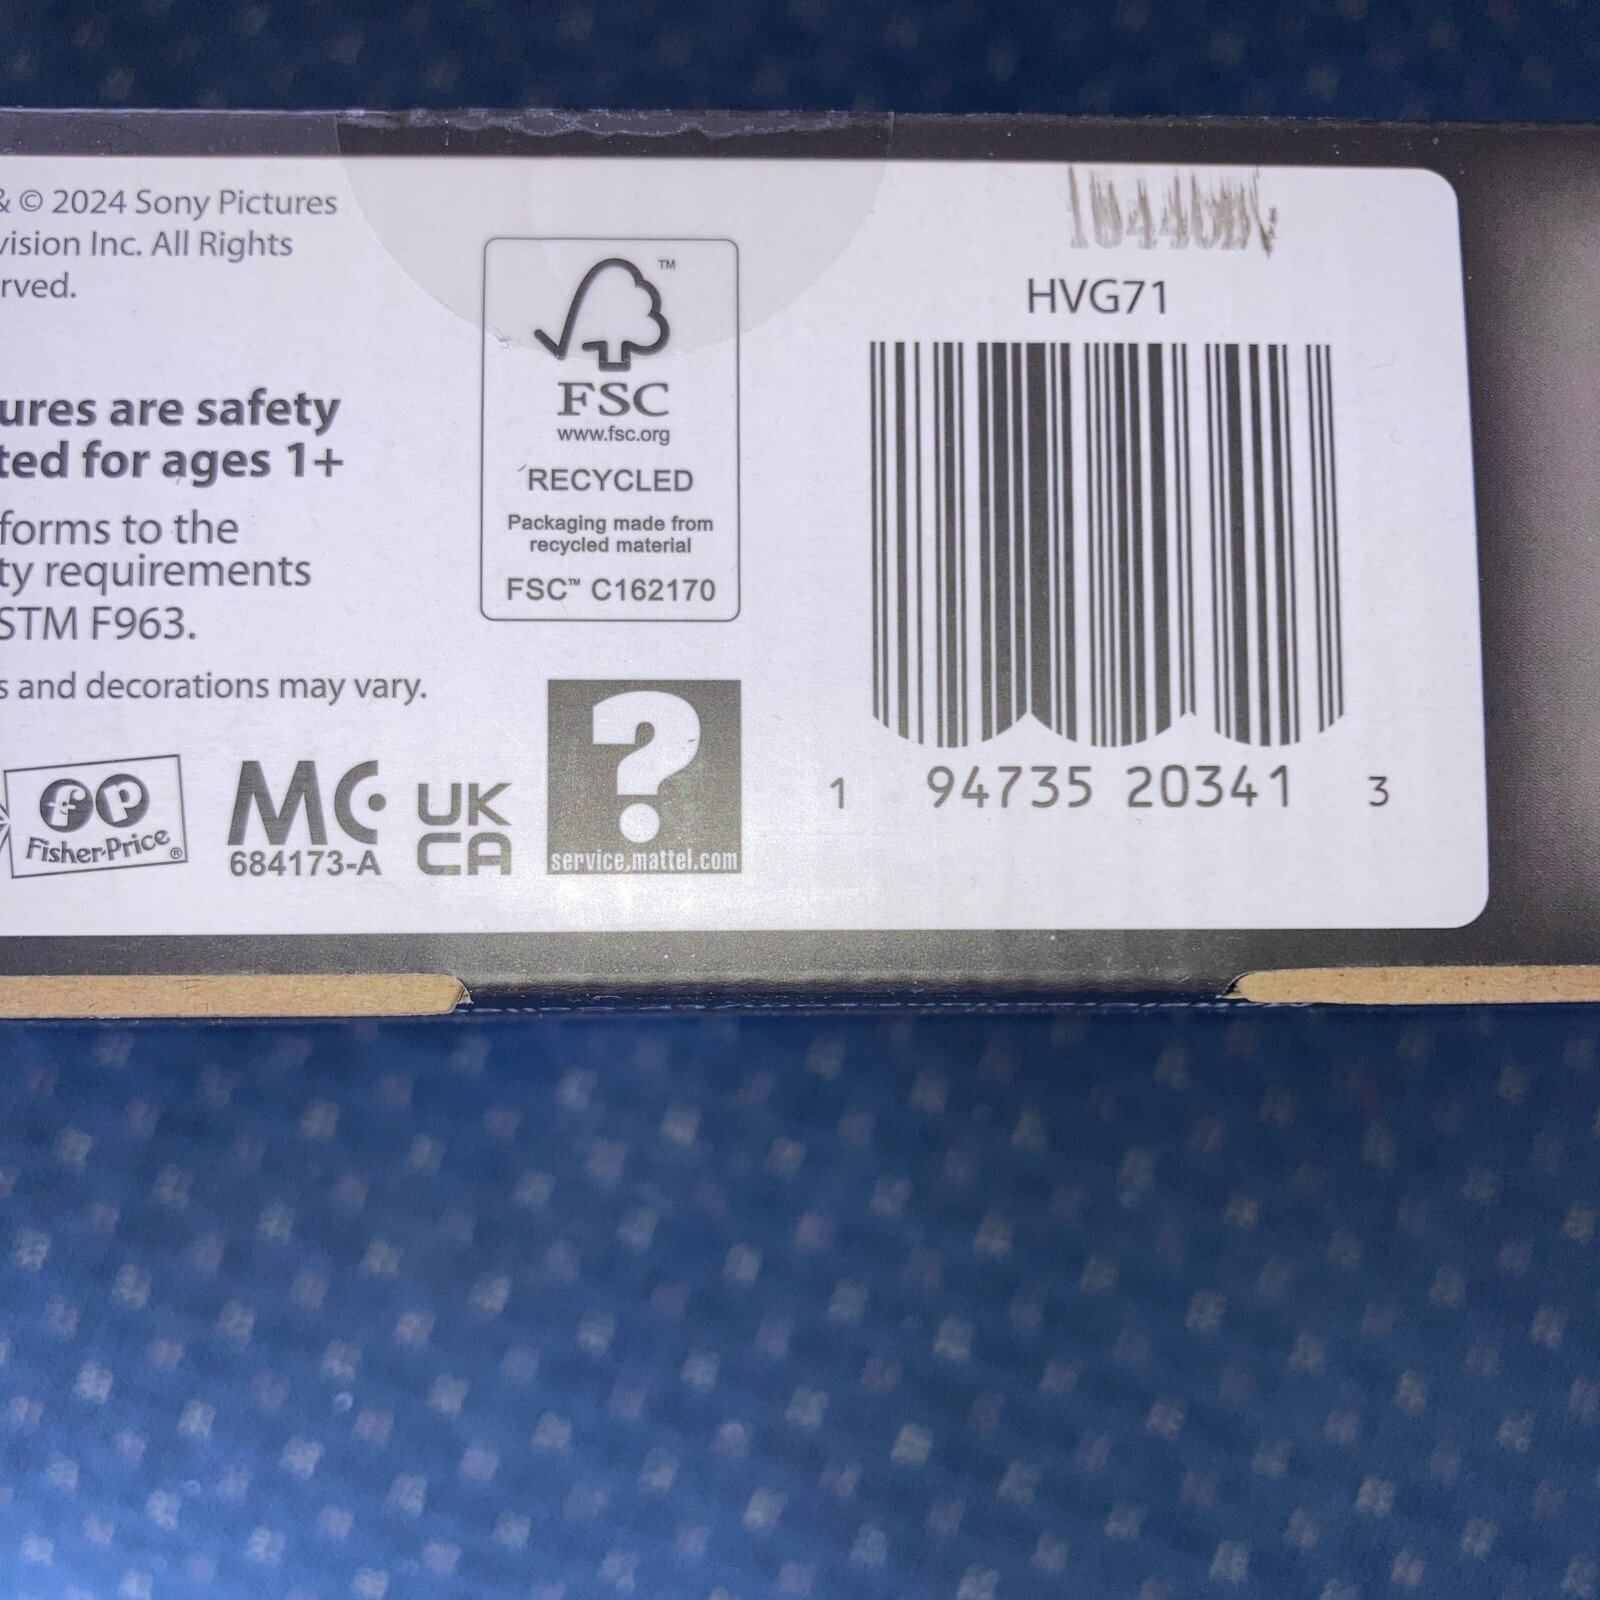 & © 2024 Sony Pictures
vision Inc. All Rights
rved.
ures are safety
ted for ages 1+
forms to the
ty requirements
STM F963.
s and decorations may vary.
fp
Fisher-Price®
MC
684173-A
UK
CA
™
FSC
www.fsc.org
RECYCLED
Packaging made from
recycled material
FSC™ C162170
?
service.mattel.com
HVG71
1 94735 20341 3